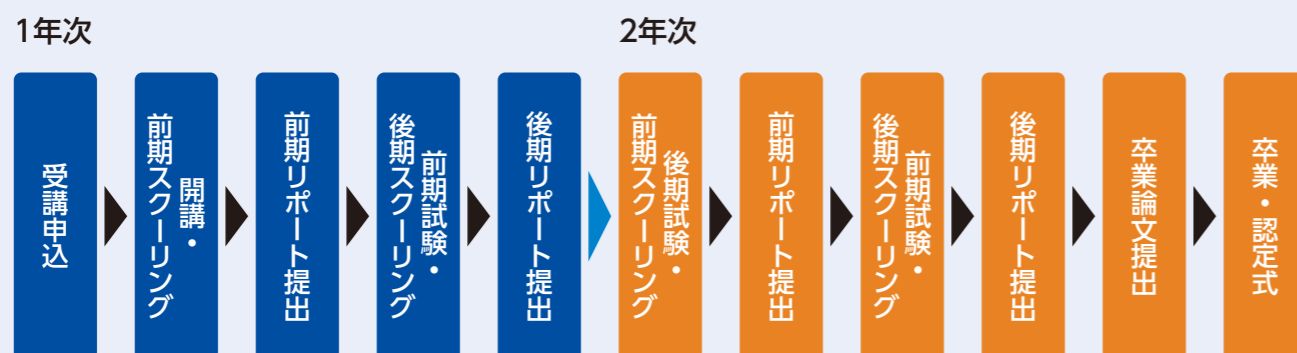 1年次
受講申込
開講・
前期スクーリング
前期リポート提出
前期試験・
後期スクーリング
後期リポート提出
2年次
後期試験・
前期スクーリング
前期リポート提出
前期試験・
後期スクーリング
後期リポート提出
卒業論文提出
卒業・認定式